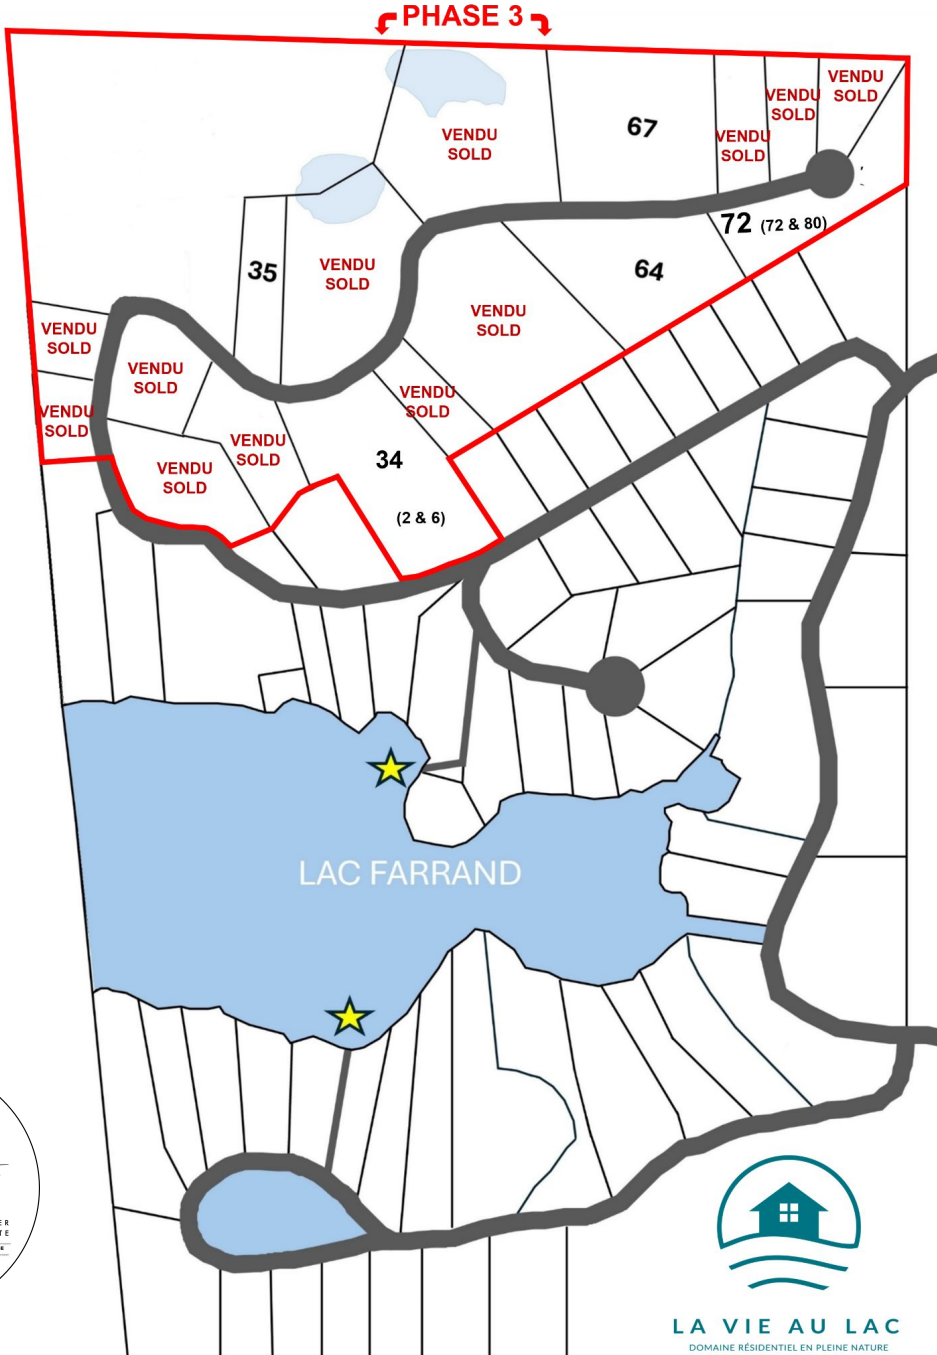 PHASE 3
VENDU
SOLD
67
VENDU
SOLD
VENDU
SOLD
VENDU
SOLD
72 (72 & 80)
35
VENDU
SOLD
64
VENDU
SOLD
VENDU
SOLD
VENDU
SOLD
VENDU
SOLD
VENDU
SOLD
VENDU
SOLD
34
VENDU
SOLD
(2 & 6)
LAC FARRAND
LA VIE AU LAC
DOMAINE RÉSIDENTIEL EN PLEINE NATURE